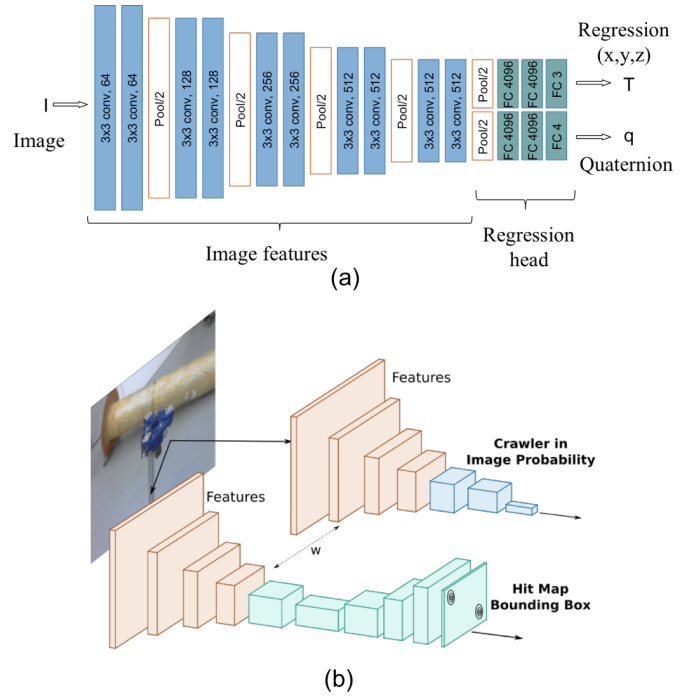 Regression
(x,y,z)
I
Image
3x3 conv, 64
3x3 conv, 64
Pool/2
3x3 conv, 128
3x3 conv, 128
Pool/2
3x3 conv, 256
3x3 conv, 256
Pool/2
3x3 conv, 512
3x3 conv, 512
Pool/2
3x3 conv, 512
3x3 conv, 512
Pool/2
FC 4096
FC 4096
FC 3
T
Pool/2
FC 4096
FC 4096
FC 4
q
Quaternion
Image features
Regression
head
(a)
Features
Crawler in
Image Probability
Features
w
Hit Map
Bounding Box
(b)